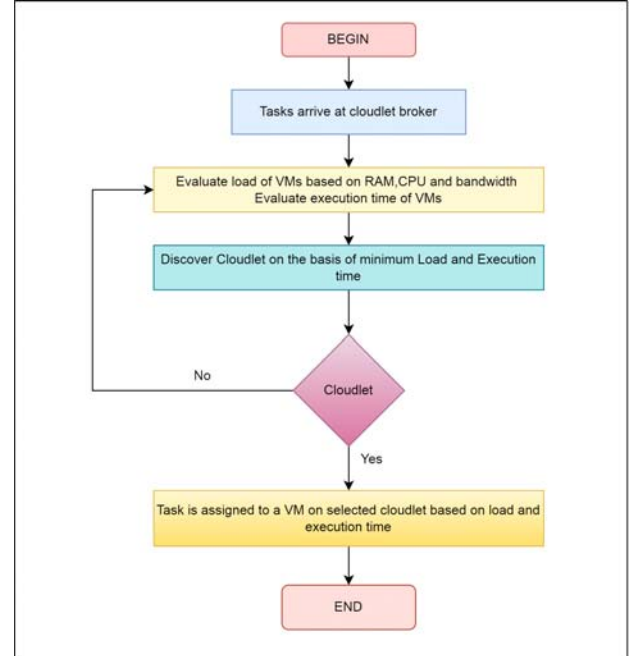 BEGIN
Tasks arrive at cloudlet broker
Evaluate load of VMs based on RAM,CPU and bandwidth
Evaluate execution time of VMs
Discover Cloudlet on the basis of minimum Load and Execution
time
Cloudlet
No
Yes
Task is assigned to a VM on selected cloudlet based on load and
execution time
END